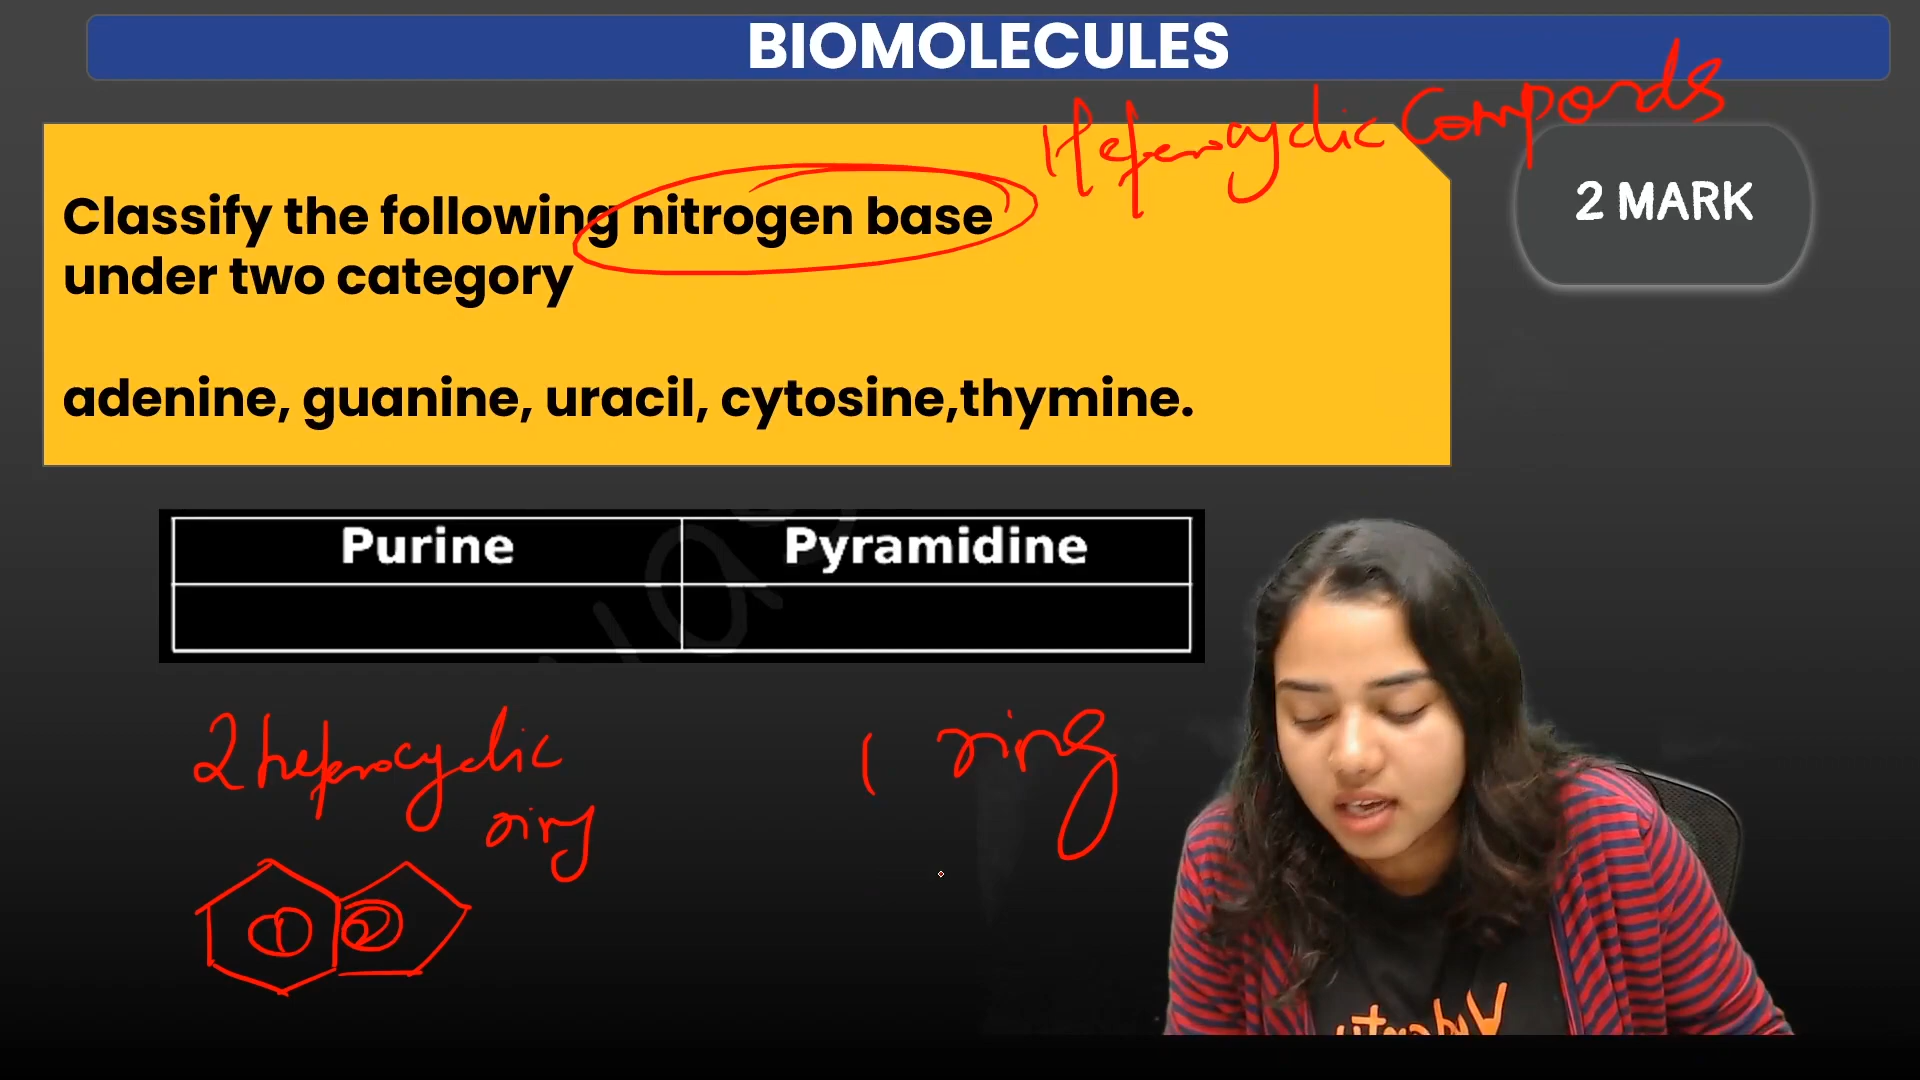 BIOMOLECULES
Heterocyclic Compords
Classify the following nitrogen base
under two category
2 MARK
adenine, guanine, uracil, cytosine,thymine.
Purine Pyramidine
2 heterocyclic
ring
1 ring
1 2